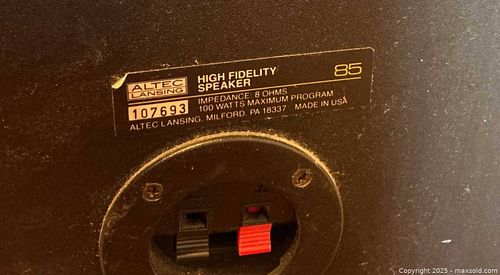 ALTEC
LANSING
HIGH FIDELITY
SPEAKER
85
107693
IMPEDANCE: 8 OHMS
100 WATTS MAXIMUM PROGRAM
ALTEC LANSING, MILFORD, PA 18337 MADE IN USA
Copyright 2025 - maxsold.com